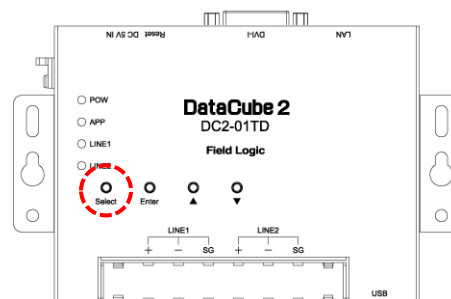 DC 5V IN Reset DVI-I LAN
POW
APP
LINE1
LINE2
DataCube 2
DC2-01TD
Field Logic
Select Enter ▲ ▼
LINE1 LINE2
+ − SG + − SG
USB